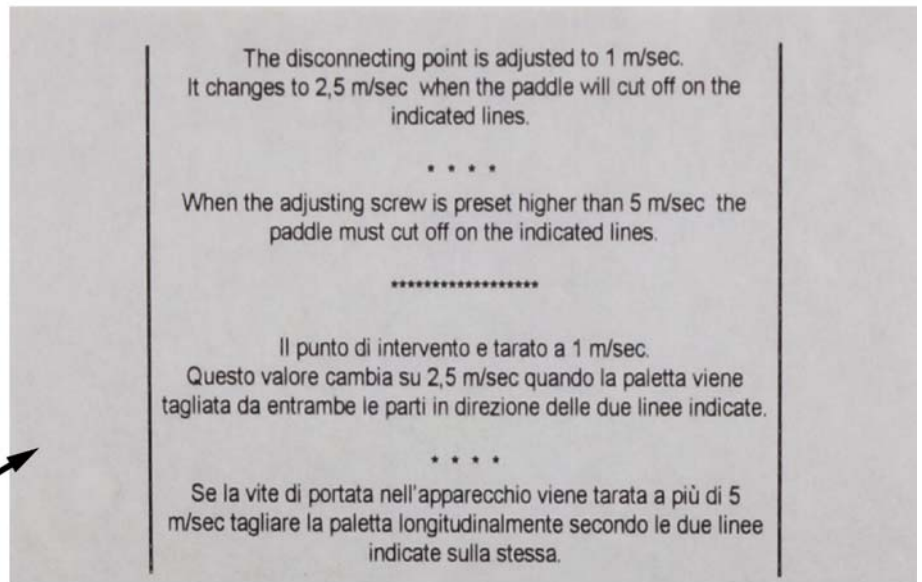 The disconnecting point is adjusted to 1 m/sec.
It changes to 2,5 m/sec when the paddle will cut off on the
indicated lines.
* * * *
When the adjusting screw is preset higher than 5 m/sec the
paddle must cut off on the indicated lines.
******************
Il punto di intervento e tarato a 1 m/sec.
Questo valore cambia su 2,5 m/sec quando la paletta viene
tagliata da entrambe le parti in direzione delle due linee indicate.
* * * *
Se la vite di portata nell'apparecchio viene tarata a più di 5
m/sec tagliare la paletta longitudinalmente secondo le due linee
indicate sulla stessa.